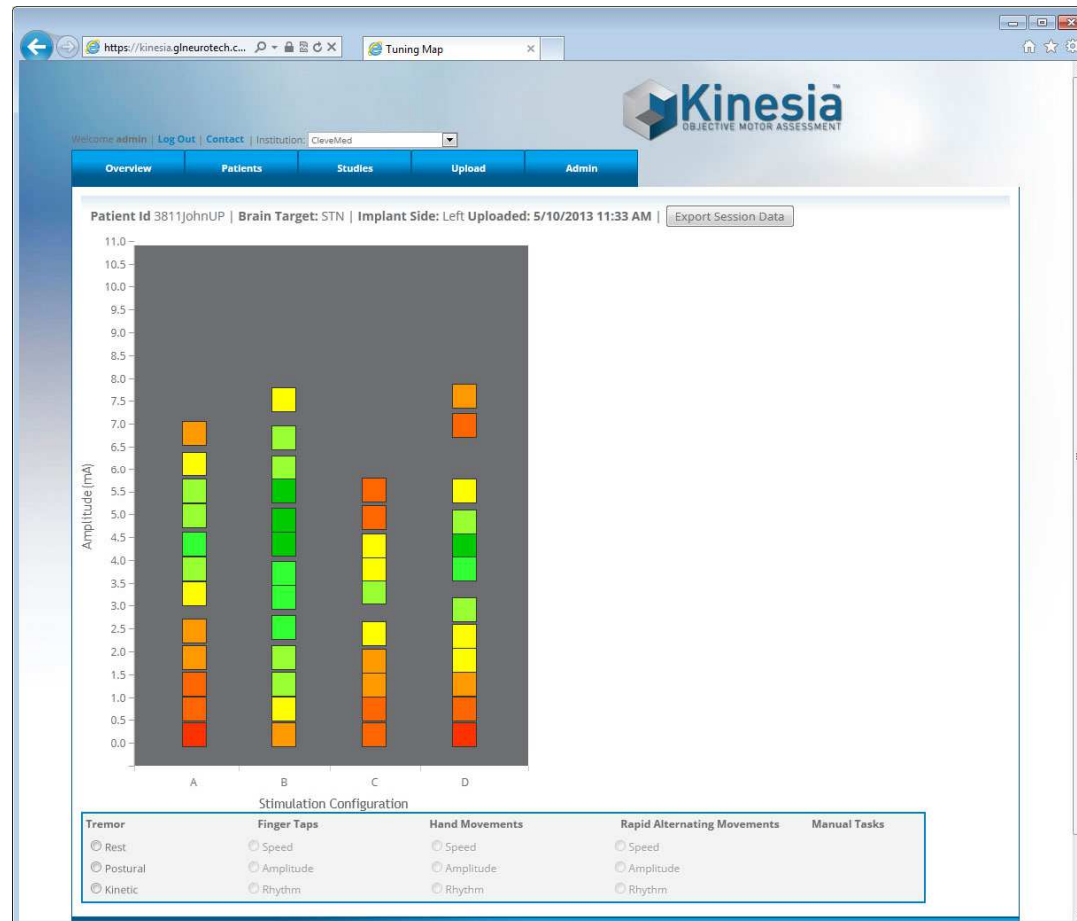 https://kinesia.glneurotech.c...
Tuning Map
Kinesia™
OBJECTIVE MOTOR ASSESSMENT
Welcome admin | Log Out | Contact | Institution: CleveMed
Overview Patients Studies Upload Admin
Patient Id 3811JohnUP | Brain Target: STN | Implant Side: Left Uploaded: 5/10/2013 11:33 AM | Export Session Data
11.0
10.5
10.0
9.5
9.0
8.5
8.0
7.5
7.0
6.5
6.0
5.5
5.0
4.5
4.0
3.5
3.0
2.5
2.0
1.5
1.0
0.5
0.0
Amplitude (mA)
A B C D
Stimulation Configuration
Tremor Finger Taps Hand Movements Rapid Alternating Movements Manual Tasks
Rest Speed Speed Speed
Postural Amplitude Amplitude Amplitude
Kinetic Rhythm Rhythm Rhythm